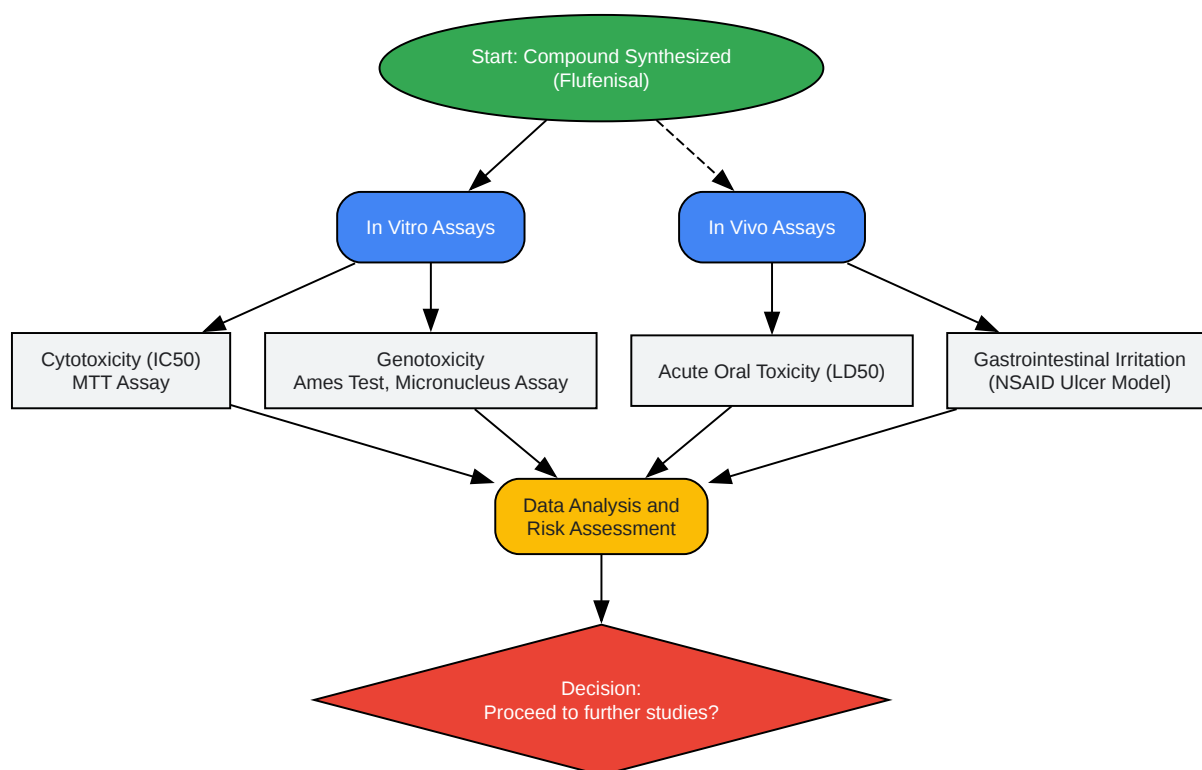 Start: Compound Synthesized
(Flufenisal)
In Vitro Assays
In Vivo Assays
Cytotoxicity (IC50)
MTT Assay
Genotoxicity
Ames Test, Micronucleus Assay
Acute Oral Toxicity (LD50)
Gastrointestinal Irritation
(NSAID Ulcer Model)
Data Analysis and
Risk Assessment
Decision:
Proceed to further studies?